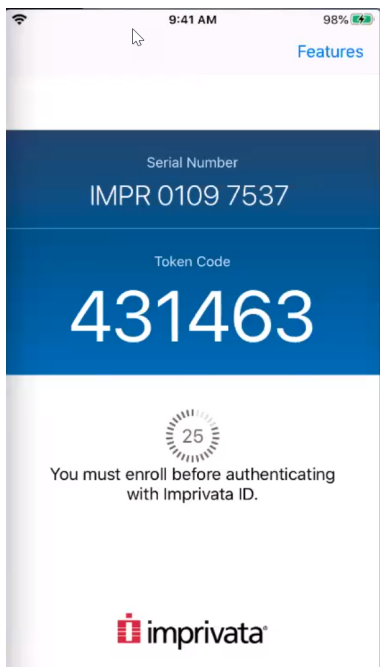 9:41 AM
98%
Features
Serial Number
IMPR 0109 7537
Token Code
431463
25
You must enroll before authenticating
with Imprivata ID.
imprivata®